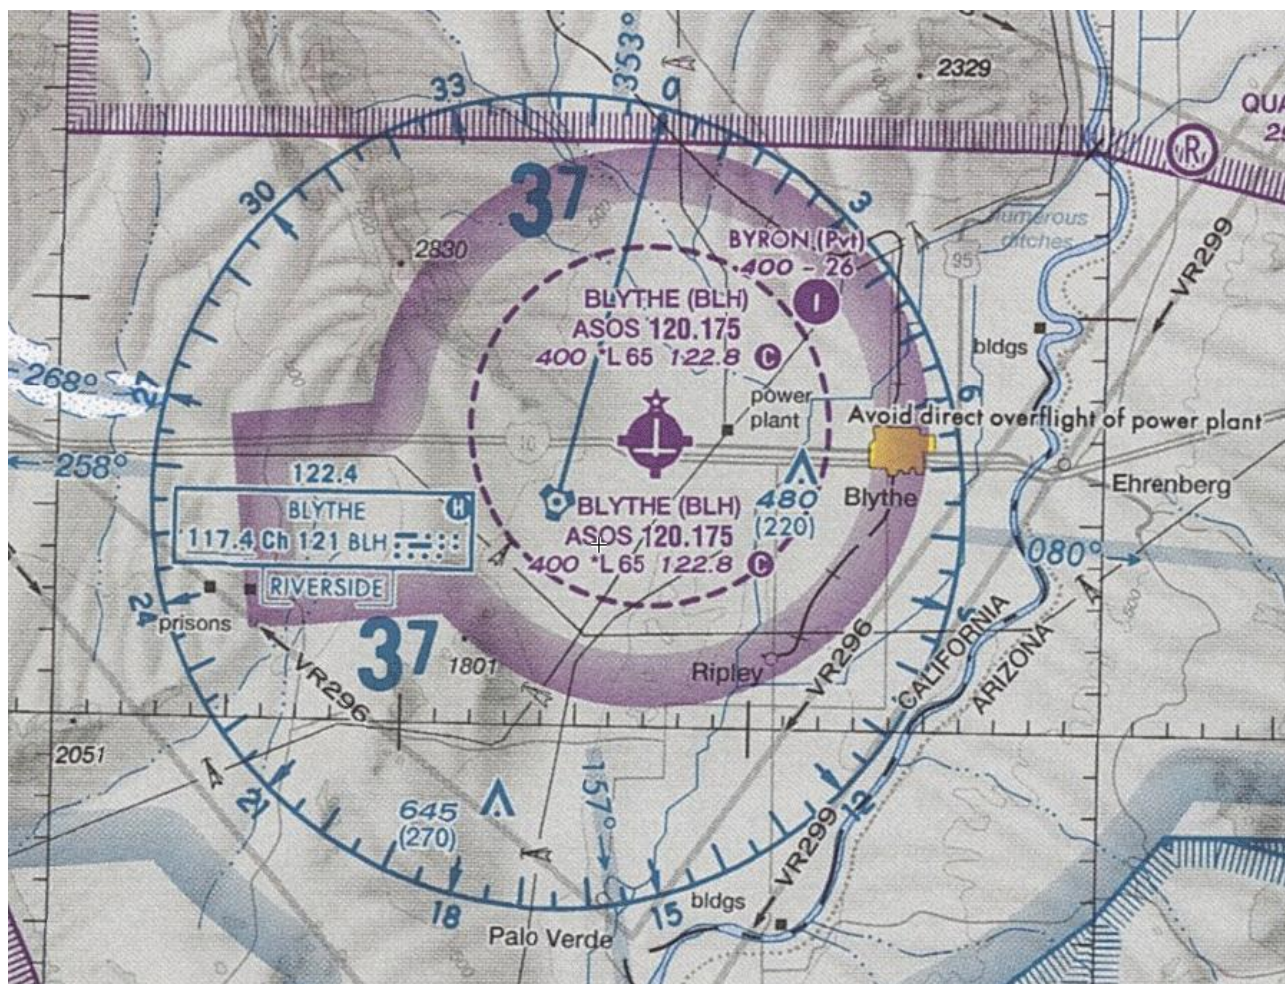 353°
33
0
2329
QUA
R
3
30
37
numerous
ditches
2830
BYRON (Pvt)
400 - 26
95
VR299
BLYTHE (BLH)
ASOS 120.175
400 *L 65 122.8 C
bldgs
500
268°
27
power
plant
6
Avoid direct overflight of power plant
10
258°
122.4
BLYTHE
H
117.4 Ch 121 BLH
RIVERSIDE
BLYTHE (BLH)
ASOS 120.175
400 *L 65 122.8 C
480
(220)
Blythe
Ehrenberg
080°
24
prisons
37
1801
VR296
Ripley
VR296
CALIFORNIA
ARIZONA
500
2051
21
645
(270)
157°
12
VR299
18
15
bldgs
Palo Verde